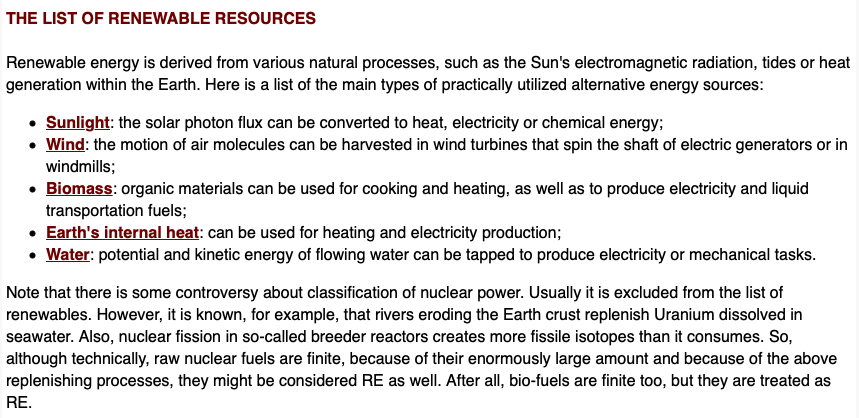 THE LIST OF RENEWABLE RESOURCES
Renewable energy is derived from various natural processes, such as the Sun's electromagnetic radiation, tides or heat
generation within the Earth. Here is a list of the main types of practically utilized alternative energy sources:
• Sunlight: the solar photon flux can be converted to heat, electricity or chemical energy;
• Wind: the motion of air molecules can be harvested in wind turbines that spin the shaft of electric generators or in
windmills;
• Biomass: organic materials can be used for cooking and heating, as well as to produce electricity and liquid
transportation fuels;
• Earth's internal heat: can be used for heating and electricity production;
• Water: potential and kinetic energy of flowing water can be tapped to produce electricity or mechanical tasks.
Note that there is some controversy about classification of nuclear power. Usually it is excluded from the list of
renewables. However, it is known, for example, that rivers eroding the Earth crust replenish Uranium dissolved in
seawater. Also, nuclear fission in so-called breeder reactors creates more fissile isotopes than it consumes. So,
although technically, raw nuclear fuels are finite, because of their enormously large amount and because of the above
replenishing processes, they might be considered RE as well. After all, bio-fuels are finite too, but they are treated as
RE.